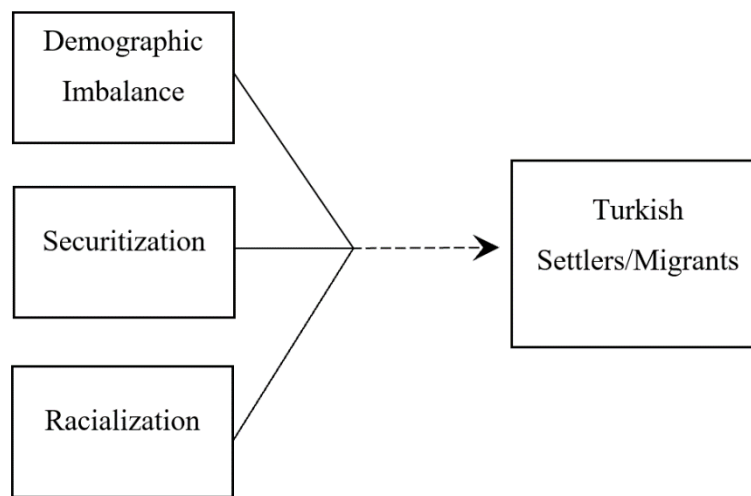 Demographic
Imbalance
Securitization
Racialization
Turkish
Settlers/Migrants